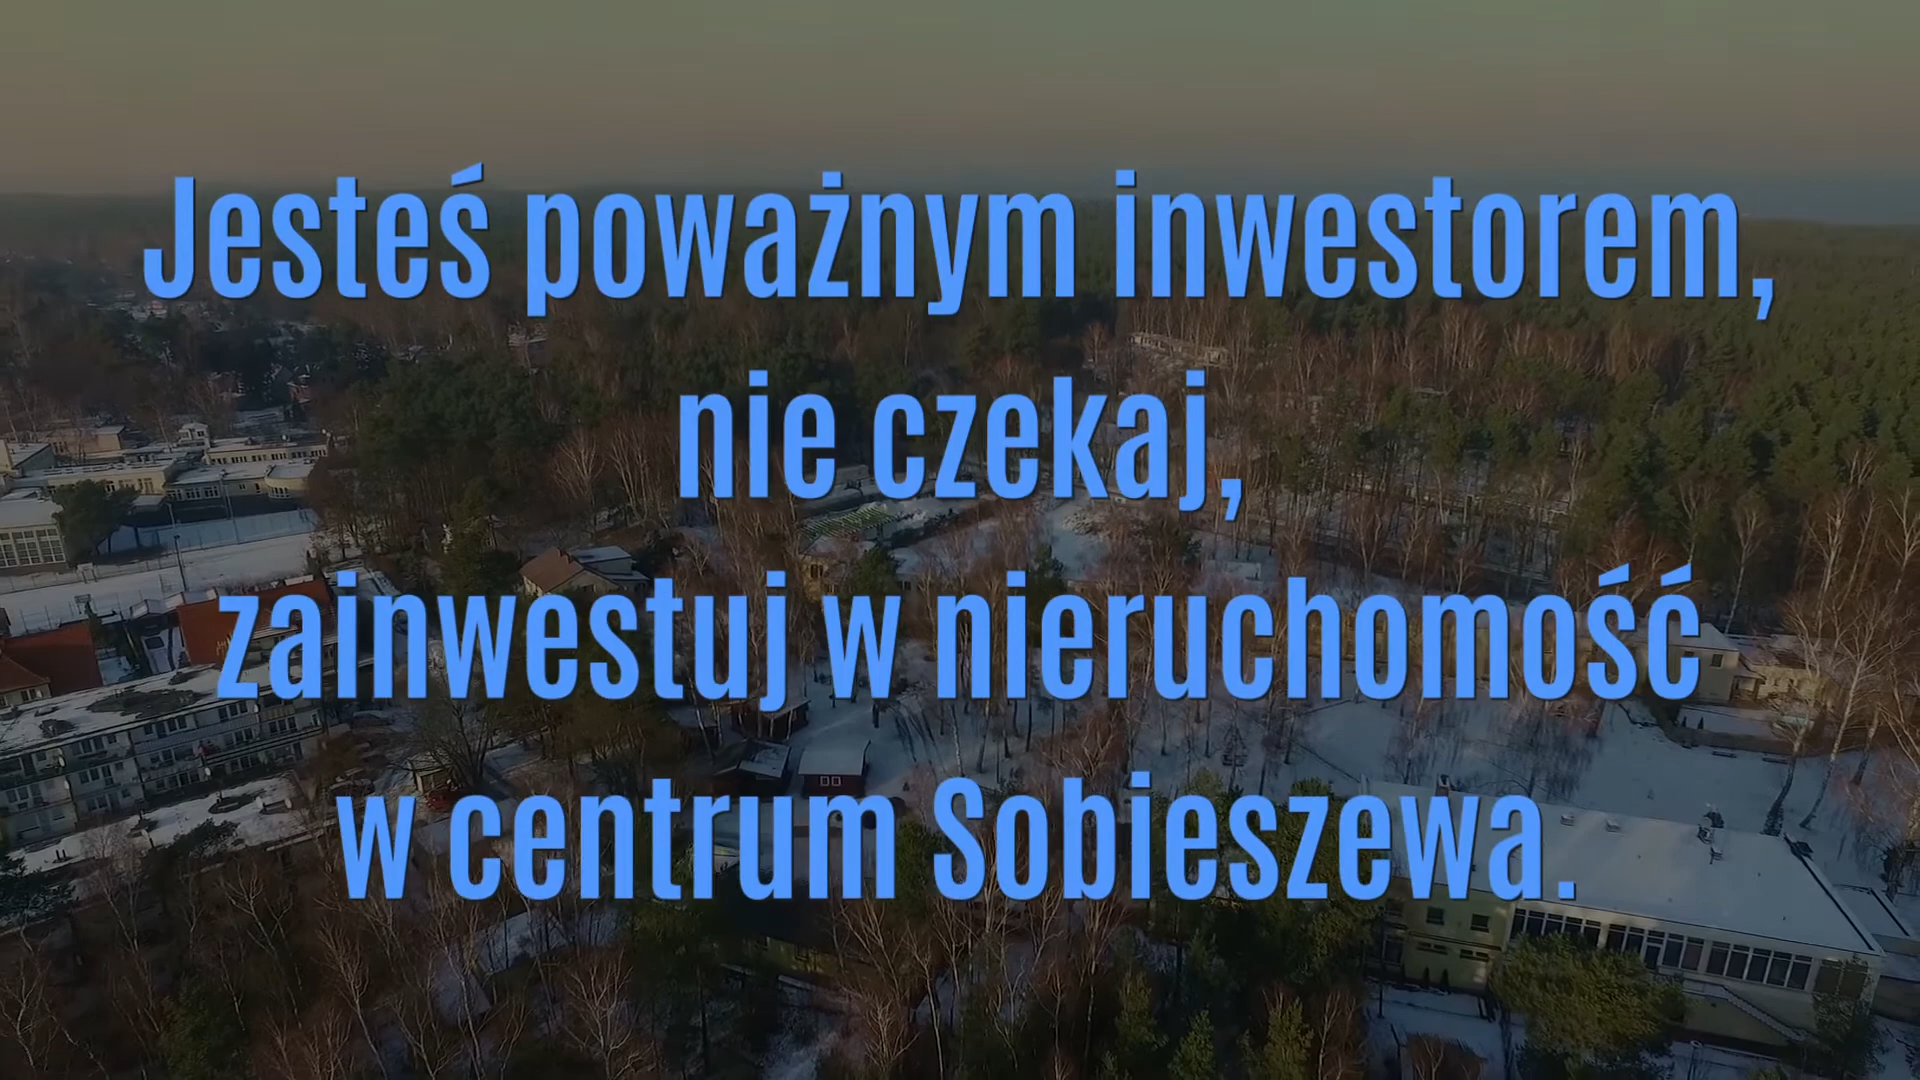 Jesteś poważnym inwestorem,
nie czekaj,
zainwestuj w nieruchomość
w centrum Sobieszewa.